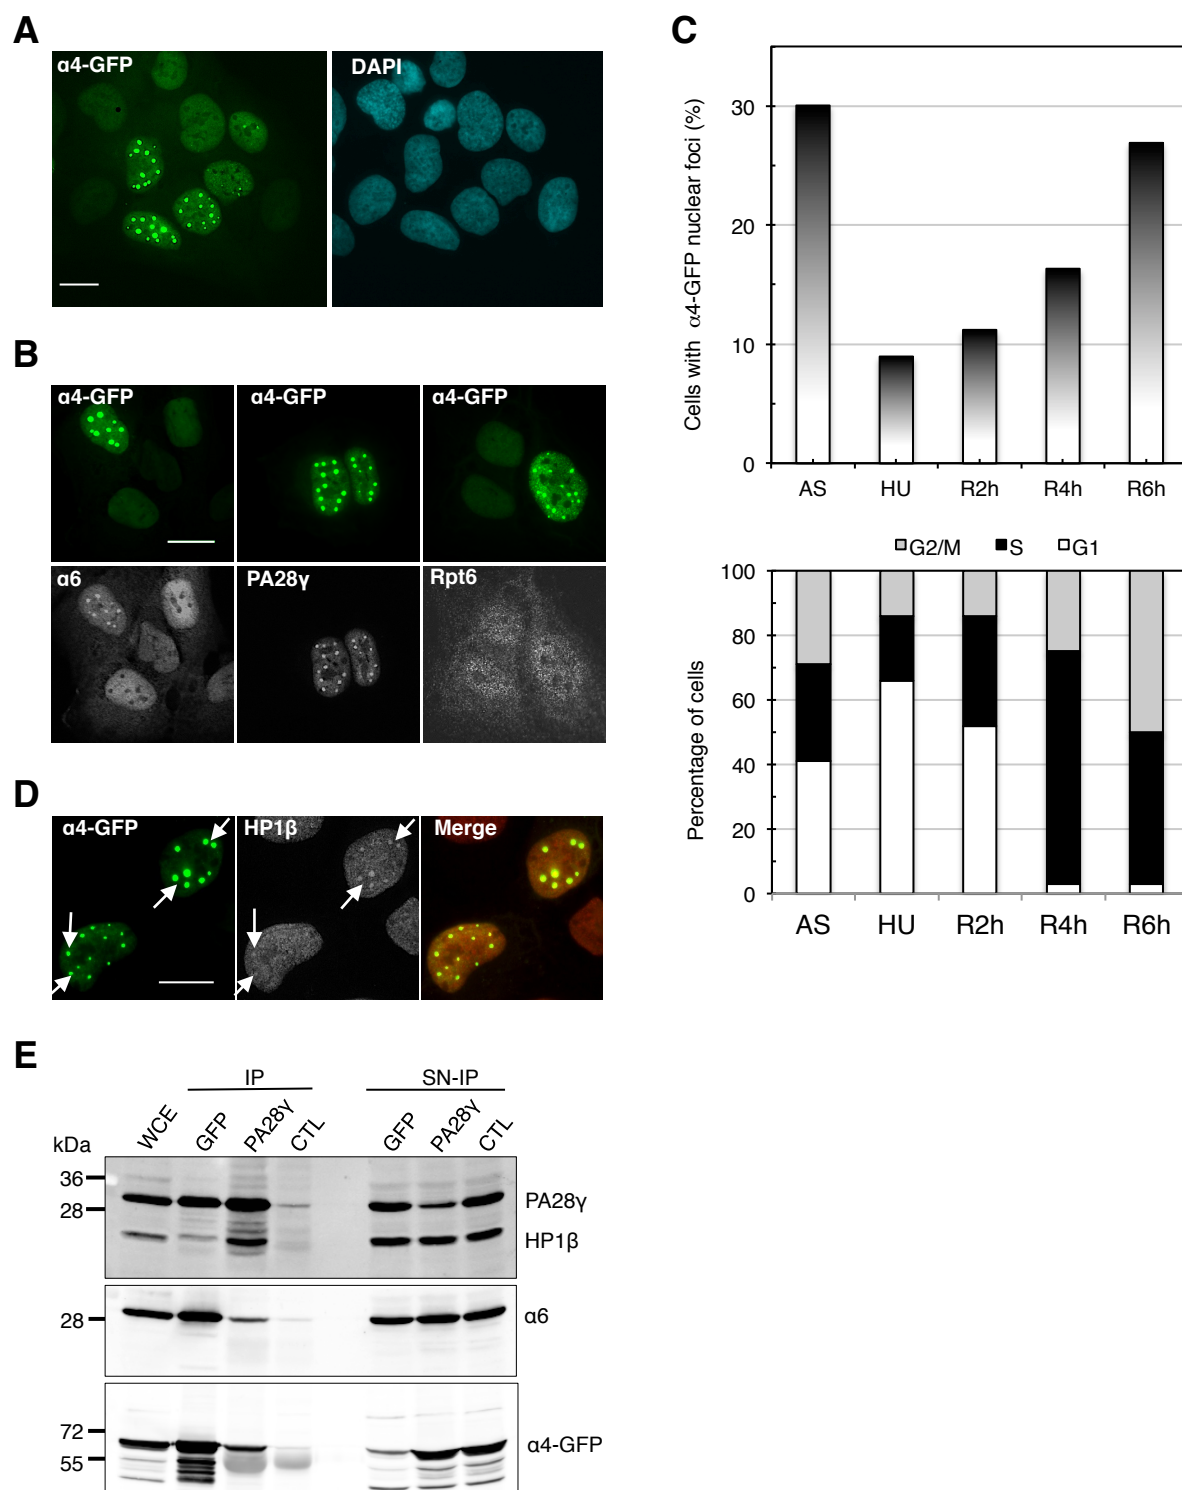 A
α4-GFP
DAPI
B
α4-GFP
α4-GFP
α4-GFP
α6
PA28γ
Rpt6
C
Cells with α4-GFP nuclear foci (%)
30
20
10
0
AS HU R2h R4h R6h
G2/M S G1
Percentage of cells
100
80
60
40
20
0
AS HU R2h R4h R6h
D
α4-GFP
HP1β
Merge
E
IP
SN-IP
kDa
WCE GFP PA28γ CTL GFP PA28γ CTL
36
28
PA28γ
HP1β
28
α6
72
55
α4-GFP